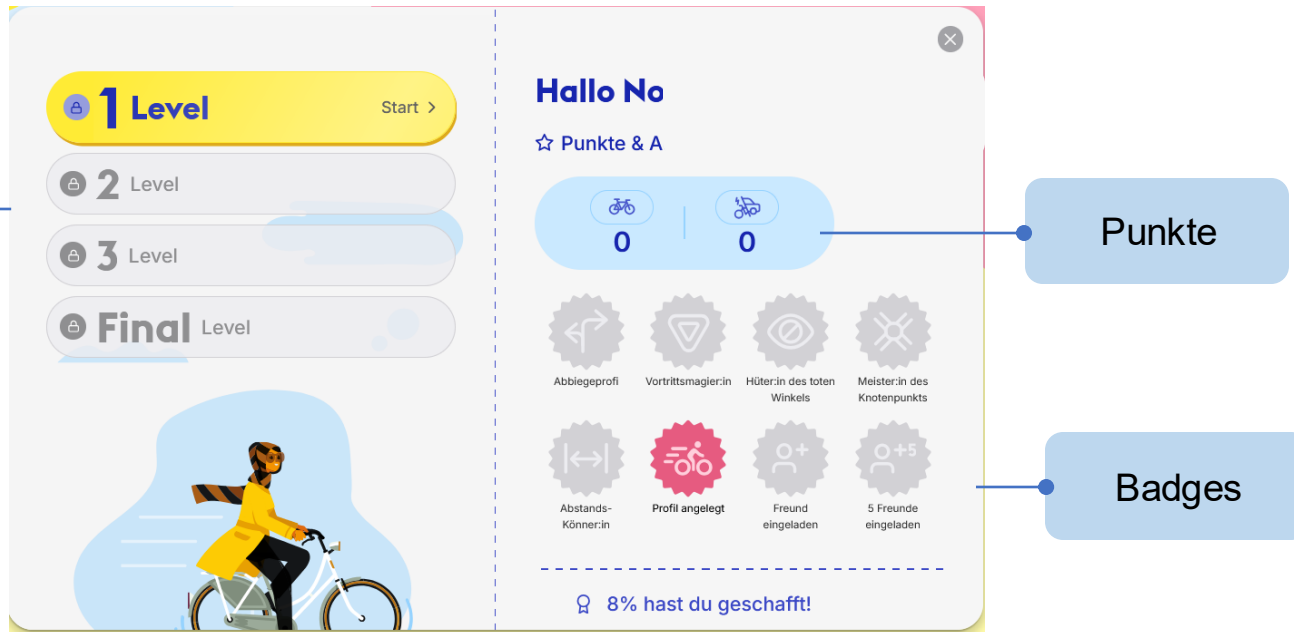 1 Level
Start
2 Level
3 Level
Final Level
Hallo No
Punkte & A
0
0
Abbiegeprofi
Vortrittsmagier:in
Hüter:in des toten
Winkels
Meister:in des
Knotenpunkts
Abstands-
Könner:in
Profil angelegt
+
Freund
eingeladen
+5
5 Freunde
eingeladen
8% hast du geschafft!
Punkte
Badges